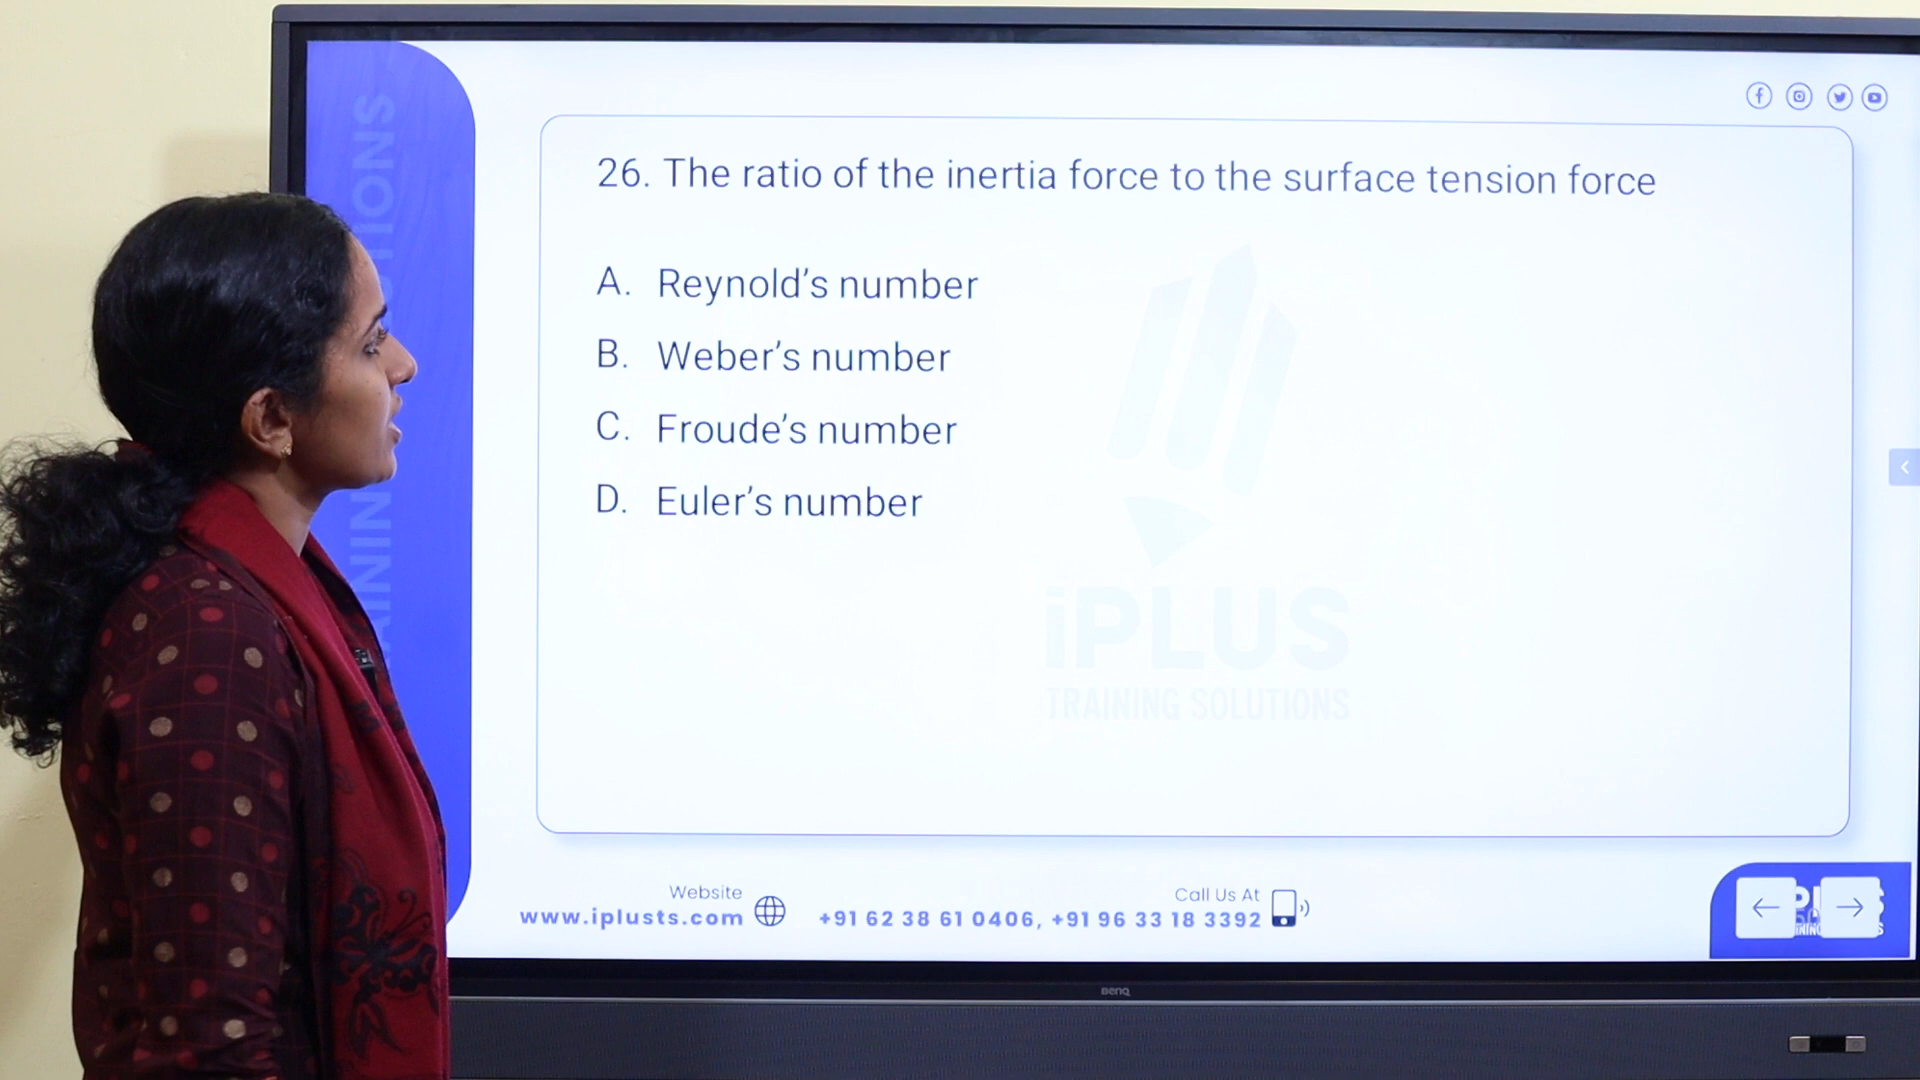 26. The ratio of the inertia force to the surface tension force
A. Reynold's number
B. Weber's number
C. Froude's number
D. Euler's number
iPLUS
TRAINING SOLUTIONS
Website
www.iplusts.com
Call Us At
+91 62 38 61 0406, +91 96 33 18 3392
BenQ